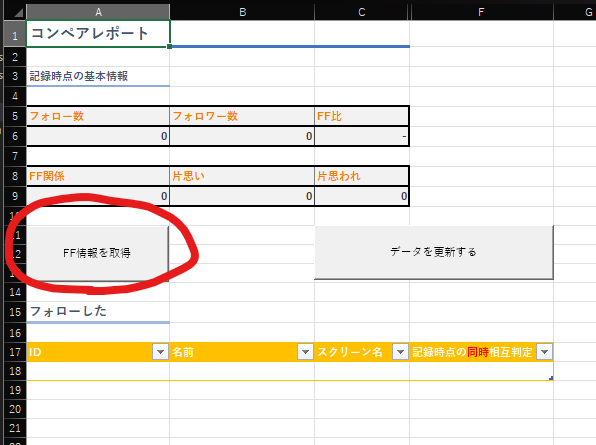 A B C F G
1 コンペアレポート
2
3 記録時点の基本情報
4
5 フォロー数 フォロワー数 FF比
6 0 0 -
7
8 FF関係 片思い 片思われ
9 0 0 0
11
12 FF情報を取得 データを更新する
14
15 フォローした
16
17 ID 名前 スクリーン名 記録時点の同時相互判定
18
19
20
21